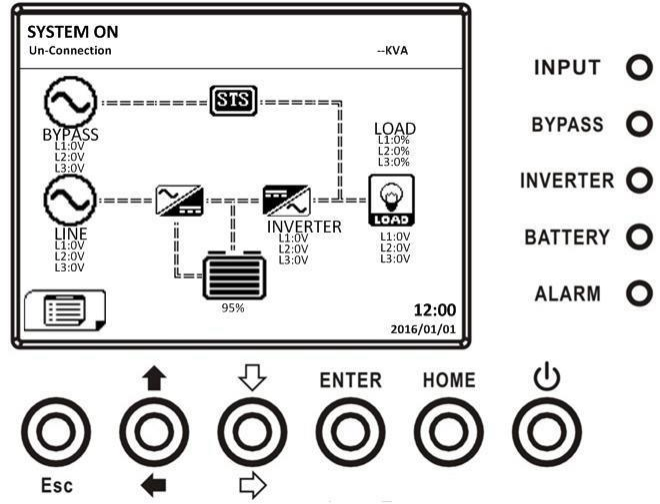 SYSTEM ON
Un-Connection
--KVA
STS
BYPASS
L1:0V
L2:0V
L3:0V
LOAD
L1:0%
L2:0%
L3:0%
LINE
L1:0V
L2:0V
L3:0V
INVERTER
L1:0V
L2:0V
L3:0V
LOAD
L1:0V
L2:0V
L3:0V
95%
12:00
2016/01/01
INPUT
BYPASS
INVERTER
BATTERY
ALARM
ENTER
HOME
Esc